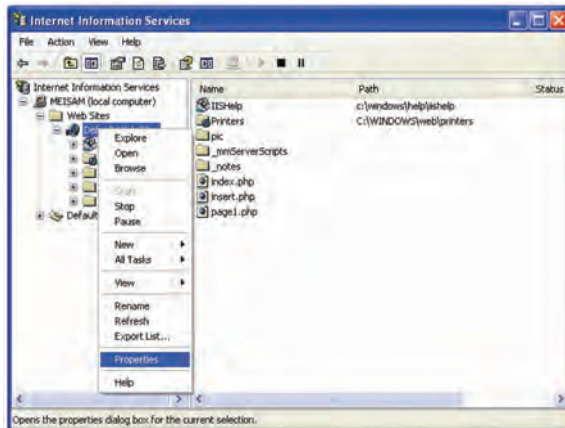 Internet Information Services
File Action View Help
Internet Information Services
MEISAM (local computer)
Web Sites
Default
Explore
Open
Browse
Start
Stop
Pause
New
All Tasks
View
Rename
Refresh
Export List...
Properties
Help
Name Path Status
IISHelp c:\windows\help\iishelp
Printers C:\WINDOWS\web\printers
pic
_mmServerScripts
_notes
index.php
insert.php
page1.php
Opens the properties dialog box for the current selection.